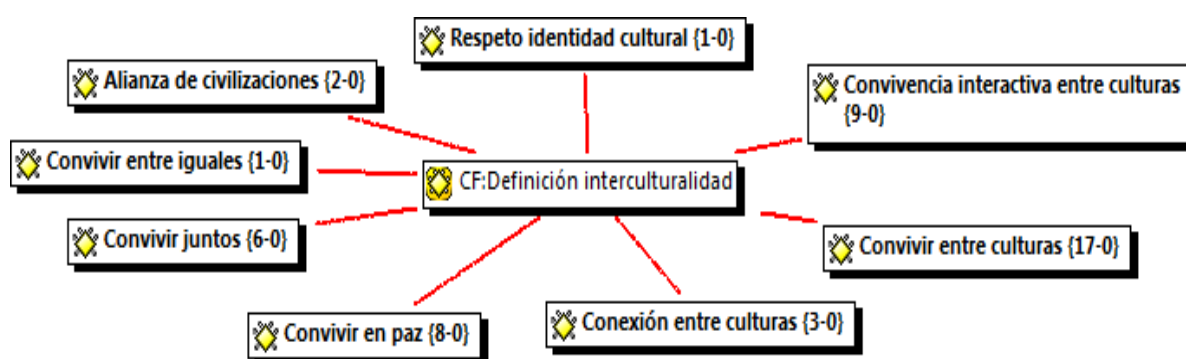 Respeto identidad cultural {1-0}
Alianza de civilizaciones {2-0}
Convivencia interactiva entre culturas
{9-0}
Convivir entre iguales {1-0}
CF:Definición interculturalidad
Convivir juntos {6-0}
Convivir entre culturas {17-0}
Convivir en paz {8-0}
Conexión entre culturas {3-0}